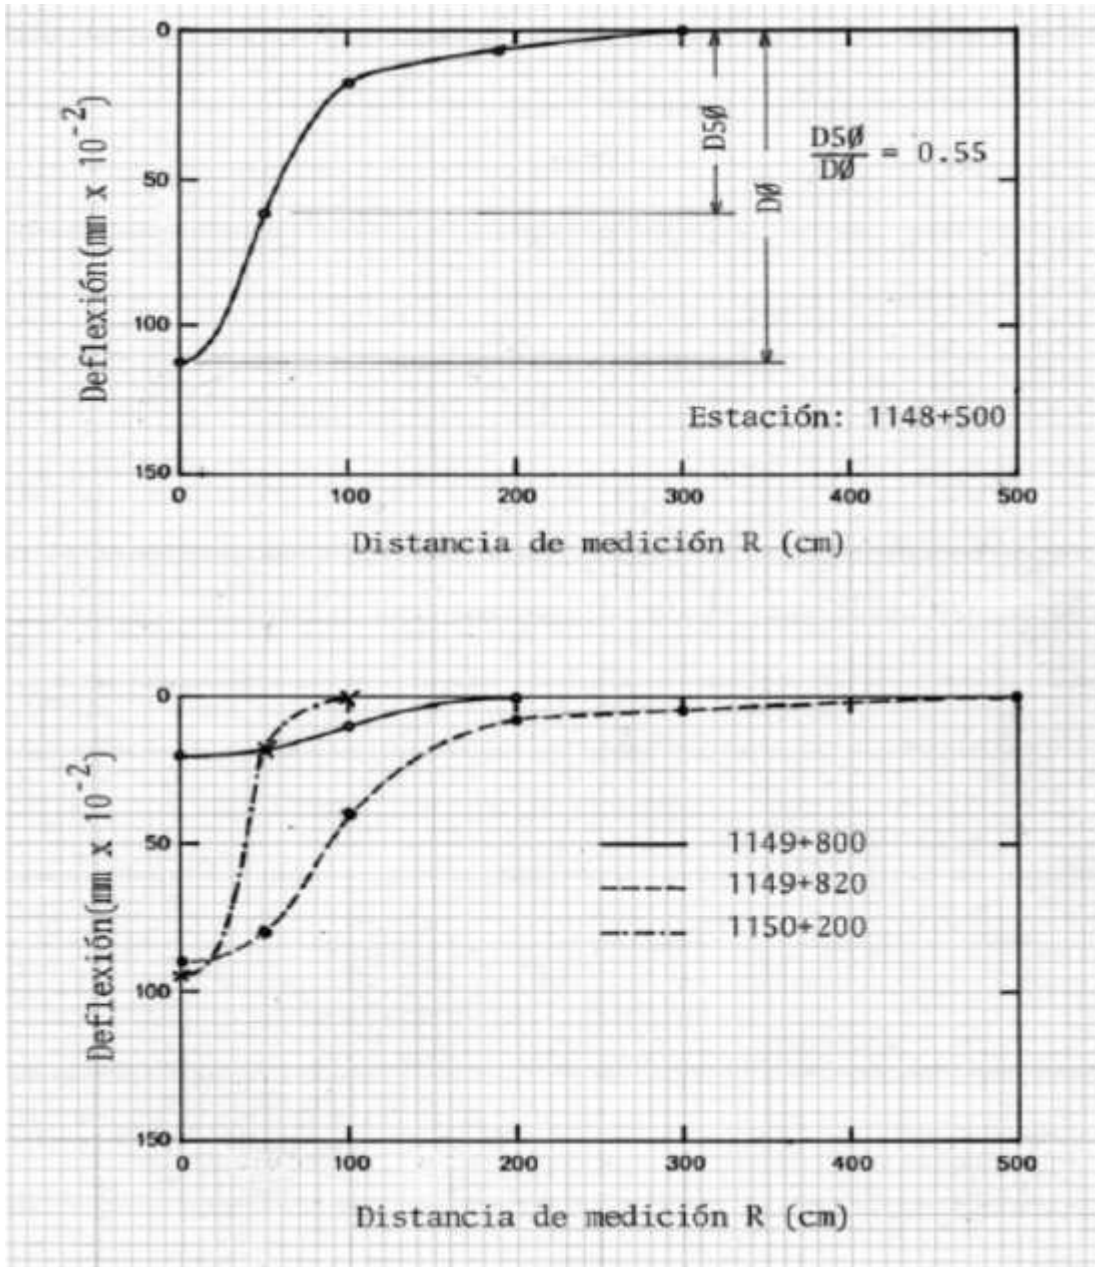 0
50
100
150
Deflexión(mm x 10⁻²)
D5Ø
DØ
D5Ø
DØ
= 0.55
Estación: 1148+500
0 100 200 300 400 500
Distancia de medición R (cm)
0
50
100
150
Deflexión(mm x 10⁻²)
1149+800
1149+820
1150+200
0 100 200 300 400 500
Distancia de medición R (cm)